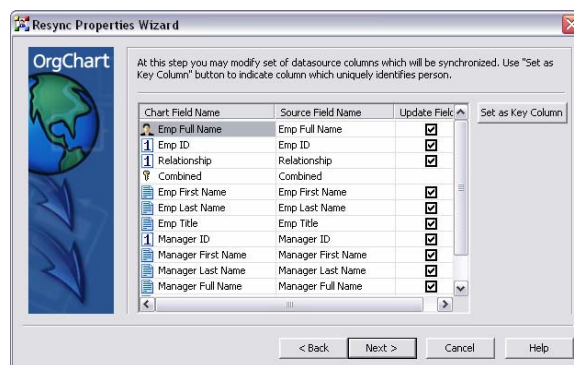 Resync Properties Wizard
OrgChart
At this step you may modify set of datasource columns which will be synchronized. Use "Set as
Key Column" button to indicate column which uniquely identifies person.
Chart Field Name Source Field Name Update Field
Set as Key Column
Emp Full Name Emp Full Name
1 Emp ID Emp ID
1 Relationship Relationship
Combined Combined
Emp First Name Emp First Name
Emp Last Name Emp Last Name
Emp Title Emp Title
1 Manager ID Manager ID
Manager First Name Manager First Name
Manager Last Name Manager Last Name
Manager Full Name Manager Full Name
< Back Next > Cancel Help